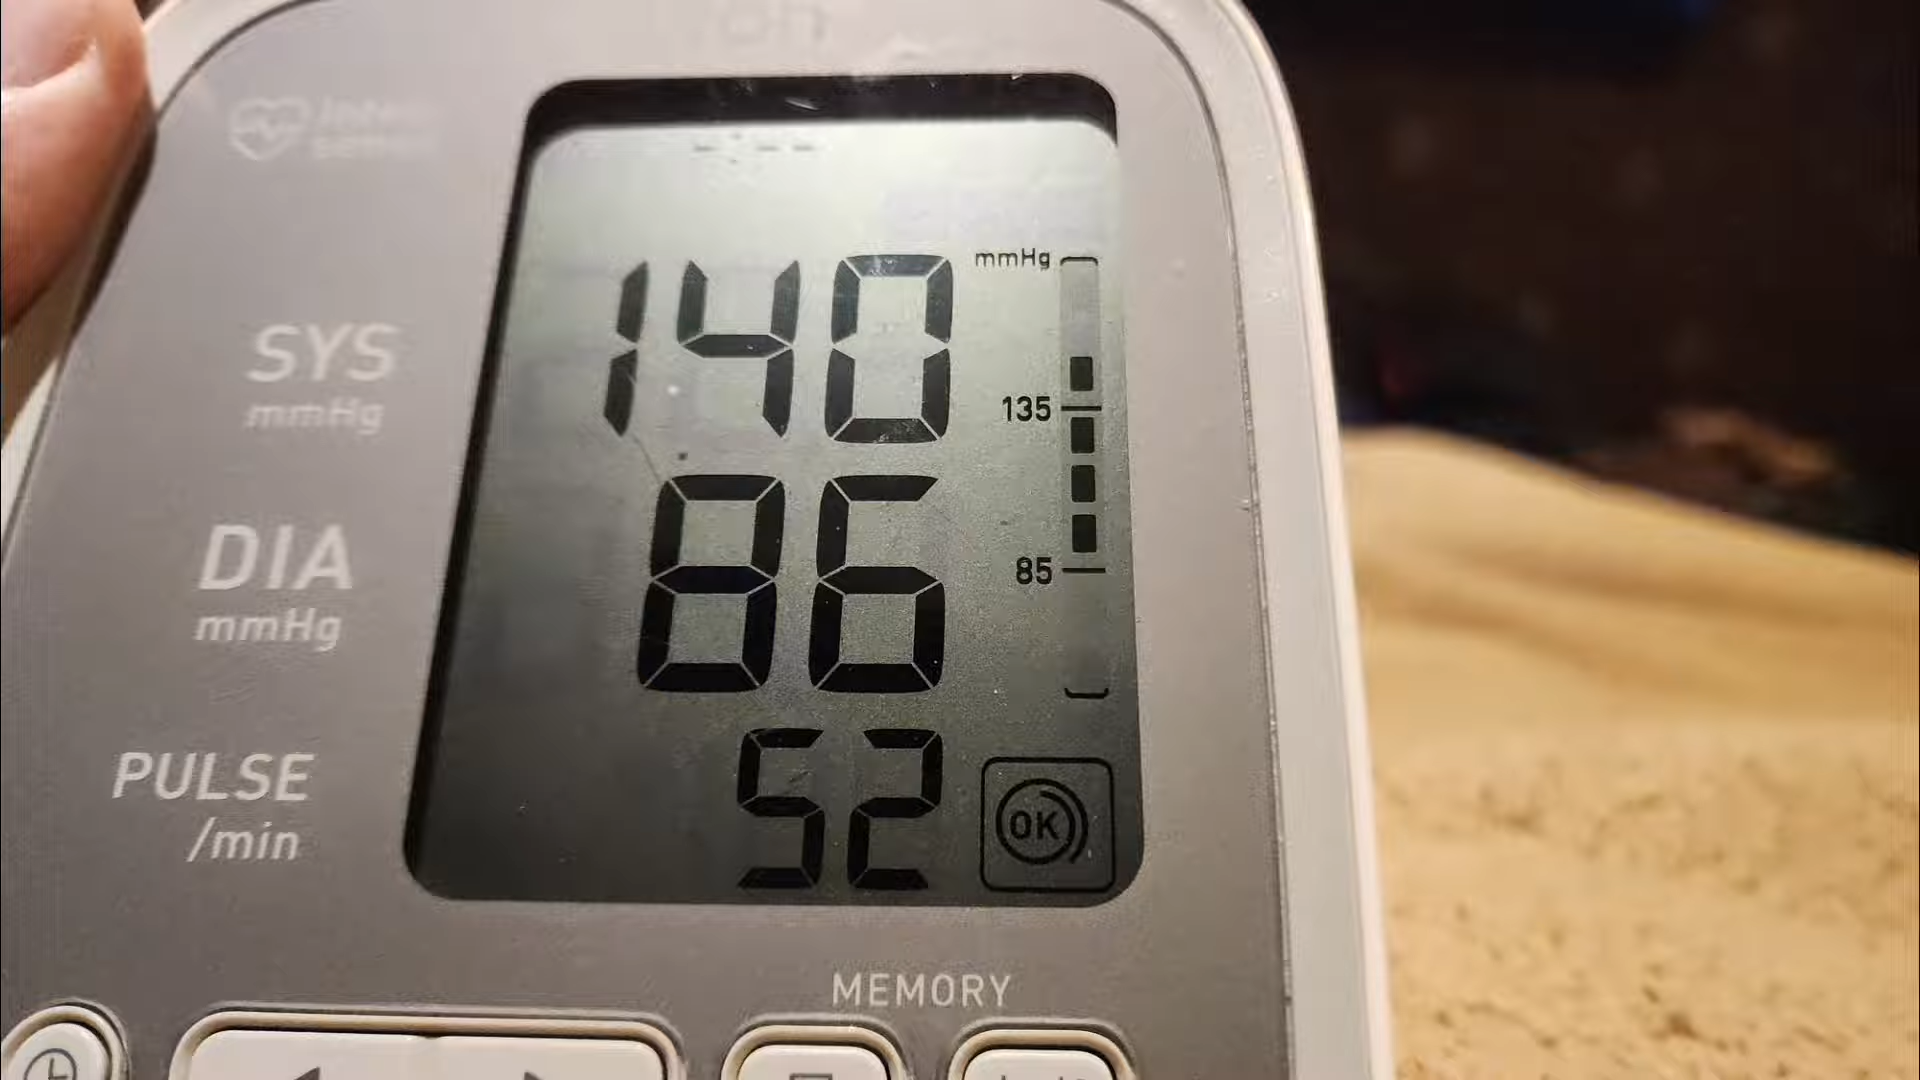 140
mmHg
SYS
mmHg
135
86
DIA
mmHg
85
52
PULSE
/min
OK
MEMORY